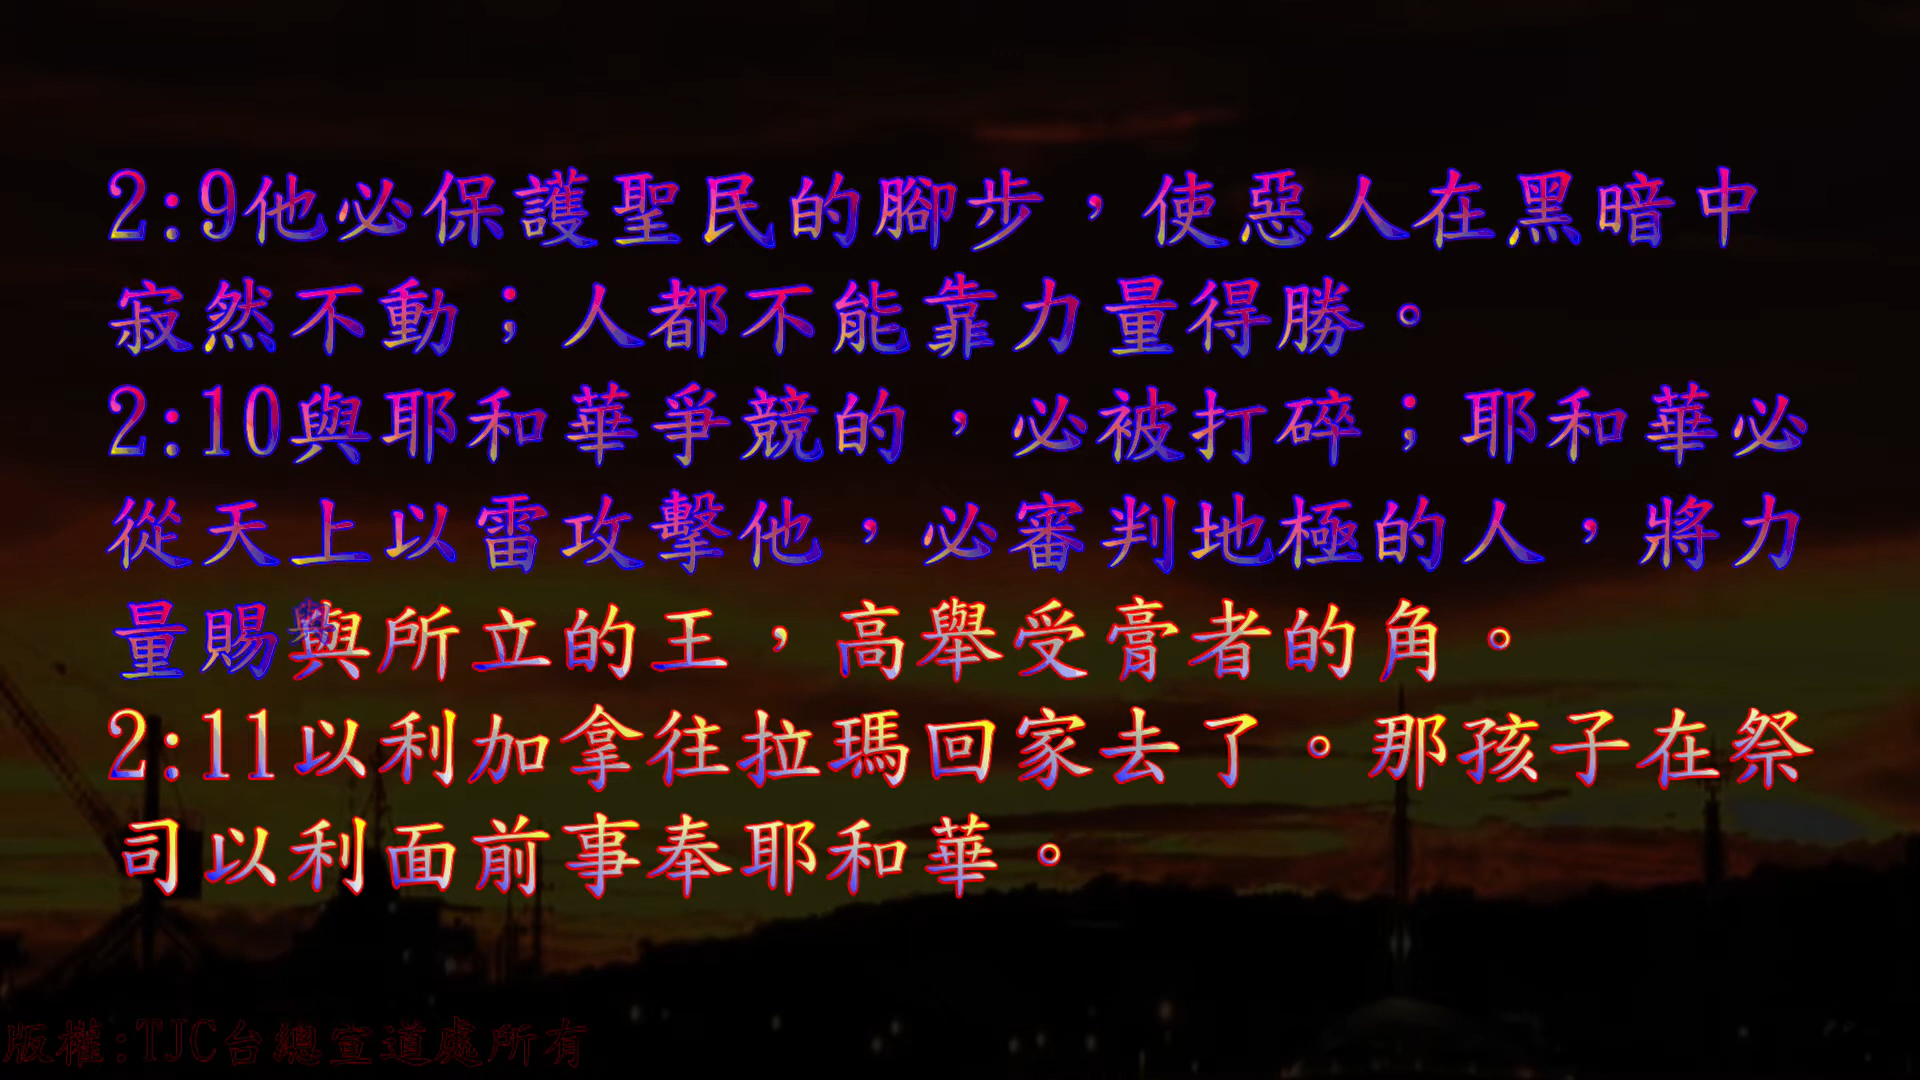 2:9他必保護聖民的腳步，使惡人在黑暗中
寂然不動；人都不能靠力量得勝。
2:10與耶和華爭競的，必被打碎；耶和華必
從天上以雷攻擊他，必審判地極的人，將力
量賜與所立的王，高舉受膏者的角。
2:11以利加拿往拉瑪回家去了。那孩子在祭
司以利面前事奉耶和華。
版權:TJC台總宣道處所有